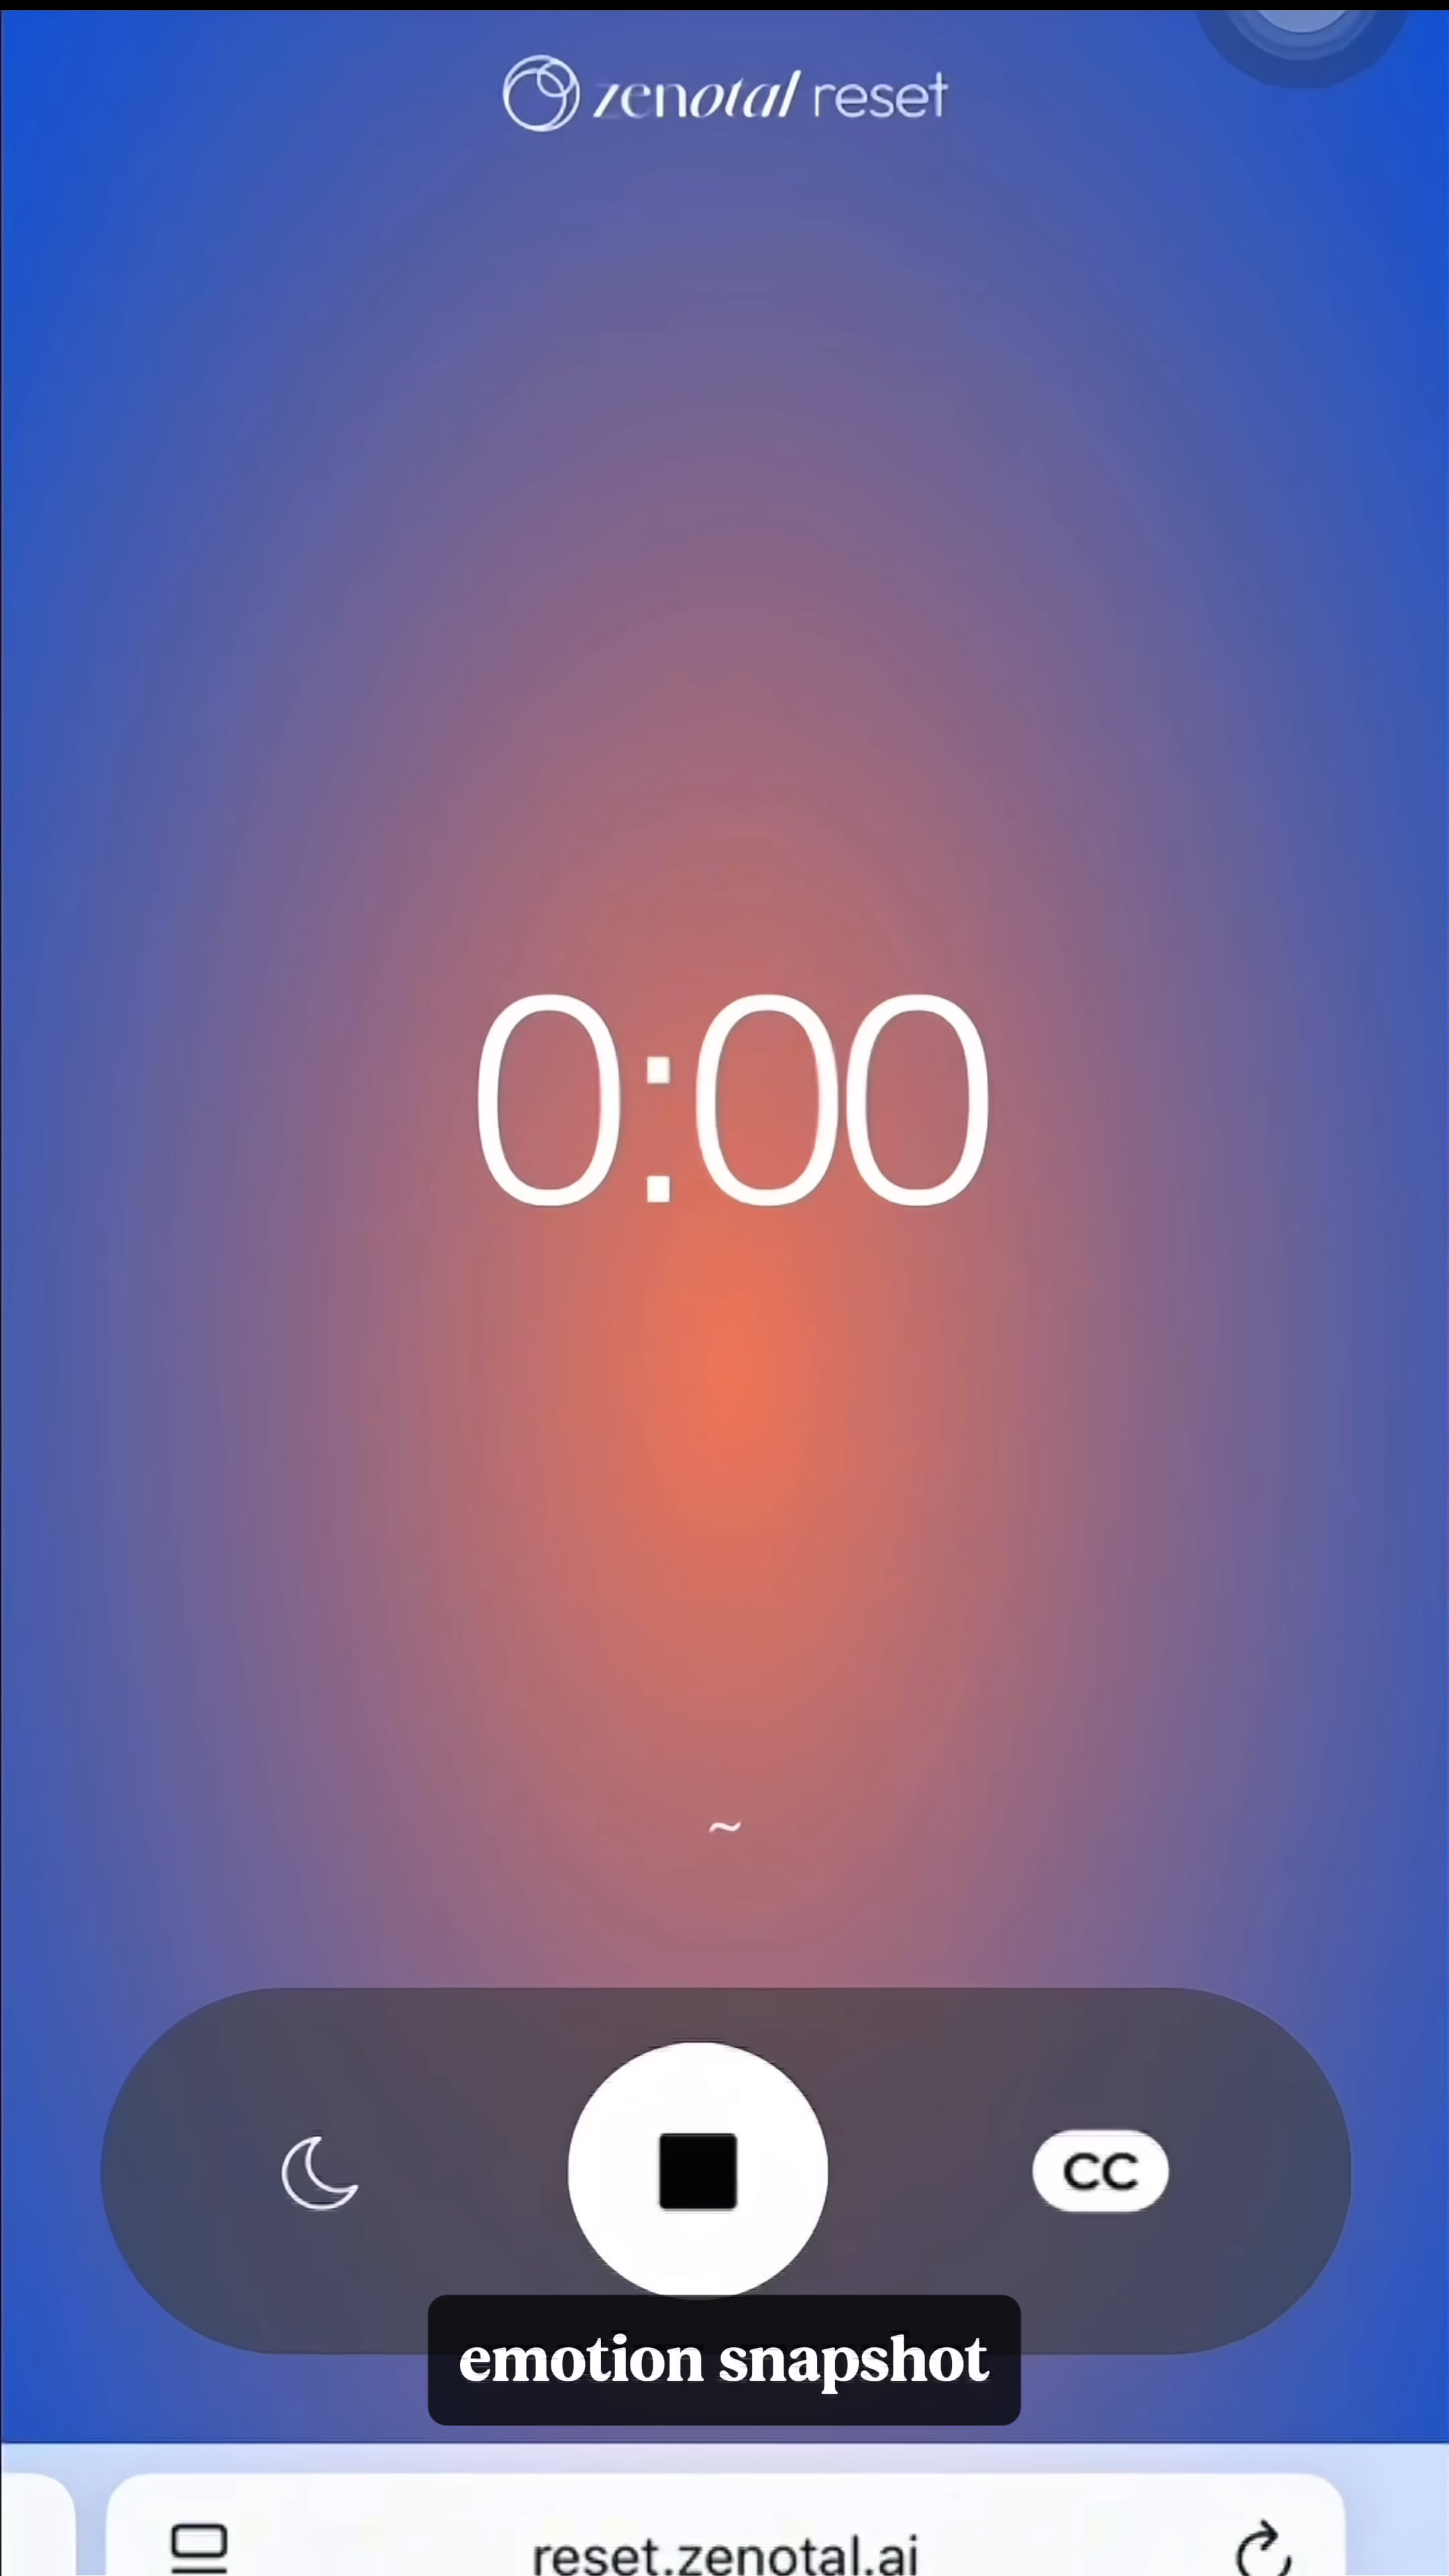 zenotal reset
0:00
~
CC
emotion snapshot
reset.zenotal.ai